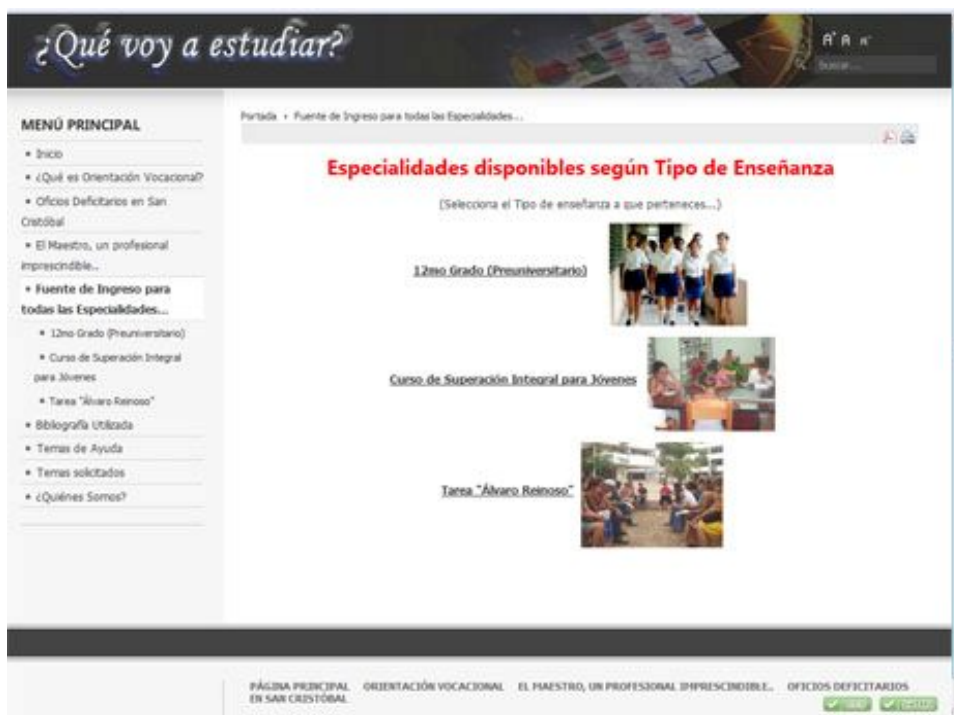 ¿Qué voy a estudiar?
A+ A A-
buscar...
MENÚ PRINCIPAL
Inicio
¿Qué es Orientación Vocacional?
Oficios Deficitarios en San
Cristóbal
El Maestro, un profesional
imprescindible...
Fuente de Ingreso para
todas las Especialidades...
12mo Grado (Preuniversitario)
Curso de Superación Integral
para Jóvenes
Tarea "Álvaro Reinoso"
Bibliografía Utilizada
Temas de Ayuda
Temas solicitados
¿Quiénes Somos?
Portada Fuente de Ingreso para todas las Especialidades...
Especialidades disponibles según Tipo de Enseñanza
(Selecciona el Tipo de enseñanza a que perteneces...)
12mo Grado (Preuniversitario)
Curso de Superación Integral para Jóvenes
Tarea "Álvaro Reinoso"
PÁGINA PRINCIPAL ORIENTACIÓN VOCACIONAL EL MAESTRO, UN PROFESIONAL IMPRESCINDIBLE.. OFICIOS DEFICITARIOS
EN SAN CRISTÓBAL